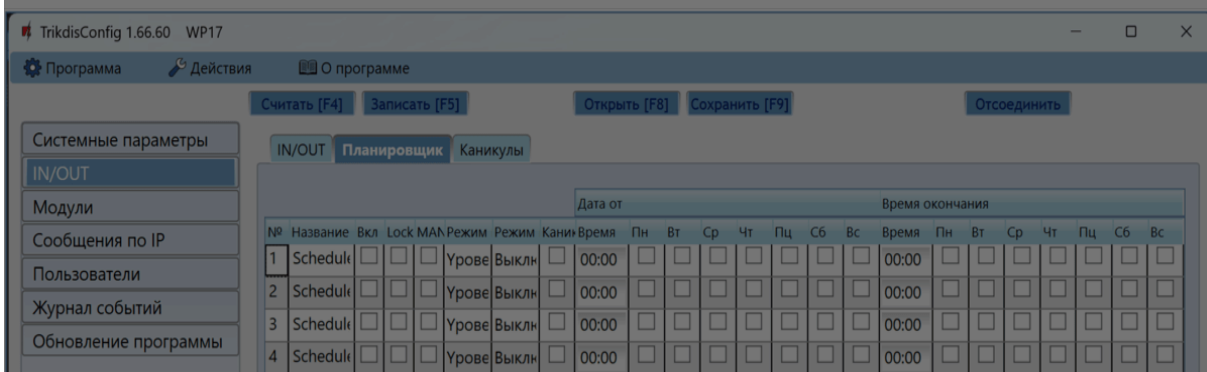 TrikdisConfig 1.66.60 WP17
Программа Действия О программе
Считать [F4] Записать [F5] Открыть [F8] Сохранить [F9] Отсоединить
Системные параметры
IN/OUT
Модули
Сообщения по IP
Пользователи
Журнал событий
Обновление программы
IN/OUT Планировщик Каникулы
Дата от Время окончания
№ Название Вкл Lock MAN Режим Режим Кани Время Пн Вт Ср Чт Пц Сб Вс Время Пн Вт Ср Чт Пц Сб Вс
1 Schedule Урове Выклн 00:00 00:00
2 Schedule Урове Выклн 00:00 00:00
3 Schedule Урове Выклн 00:00 00:00
4 Schedule Урове Выклн 00:00 00:00